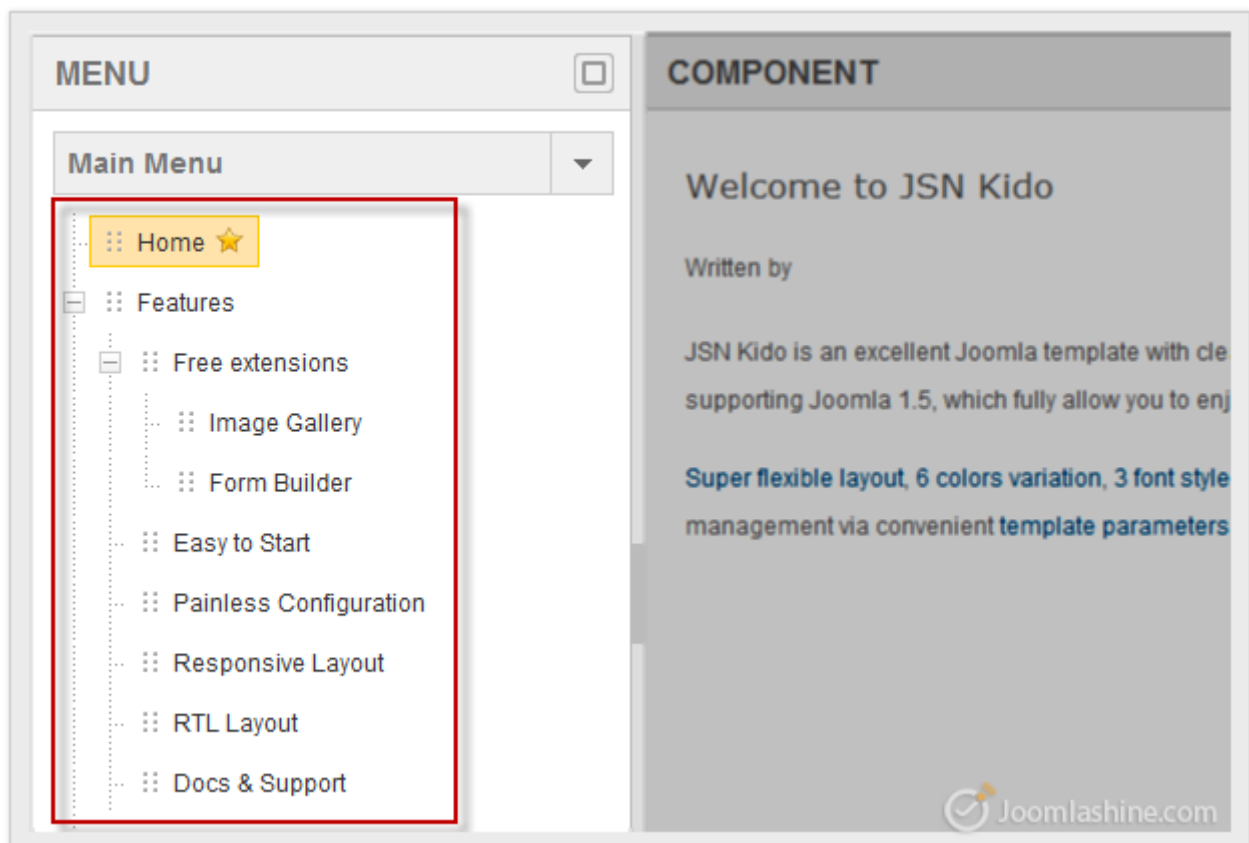 MENU
Main Menu
Home
Features
Free extensions
Image Gallery
Form Builder
Easy to Start
Painless Configuration
Responsive Layout
RTL Layout
Docs & Support
COMPONENT
Welcome to JSN Kido
Written by
JSN Kido is an excellent Joomla template with cle
supporting Joomla 1.5, which fully allow you to enj
Super flexible layout, 6 colors variation, 3 font style
management via convenient template parameters
Joomlashine.com